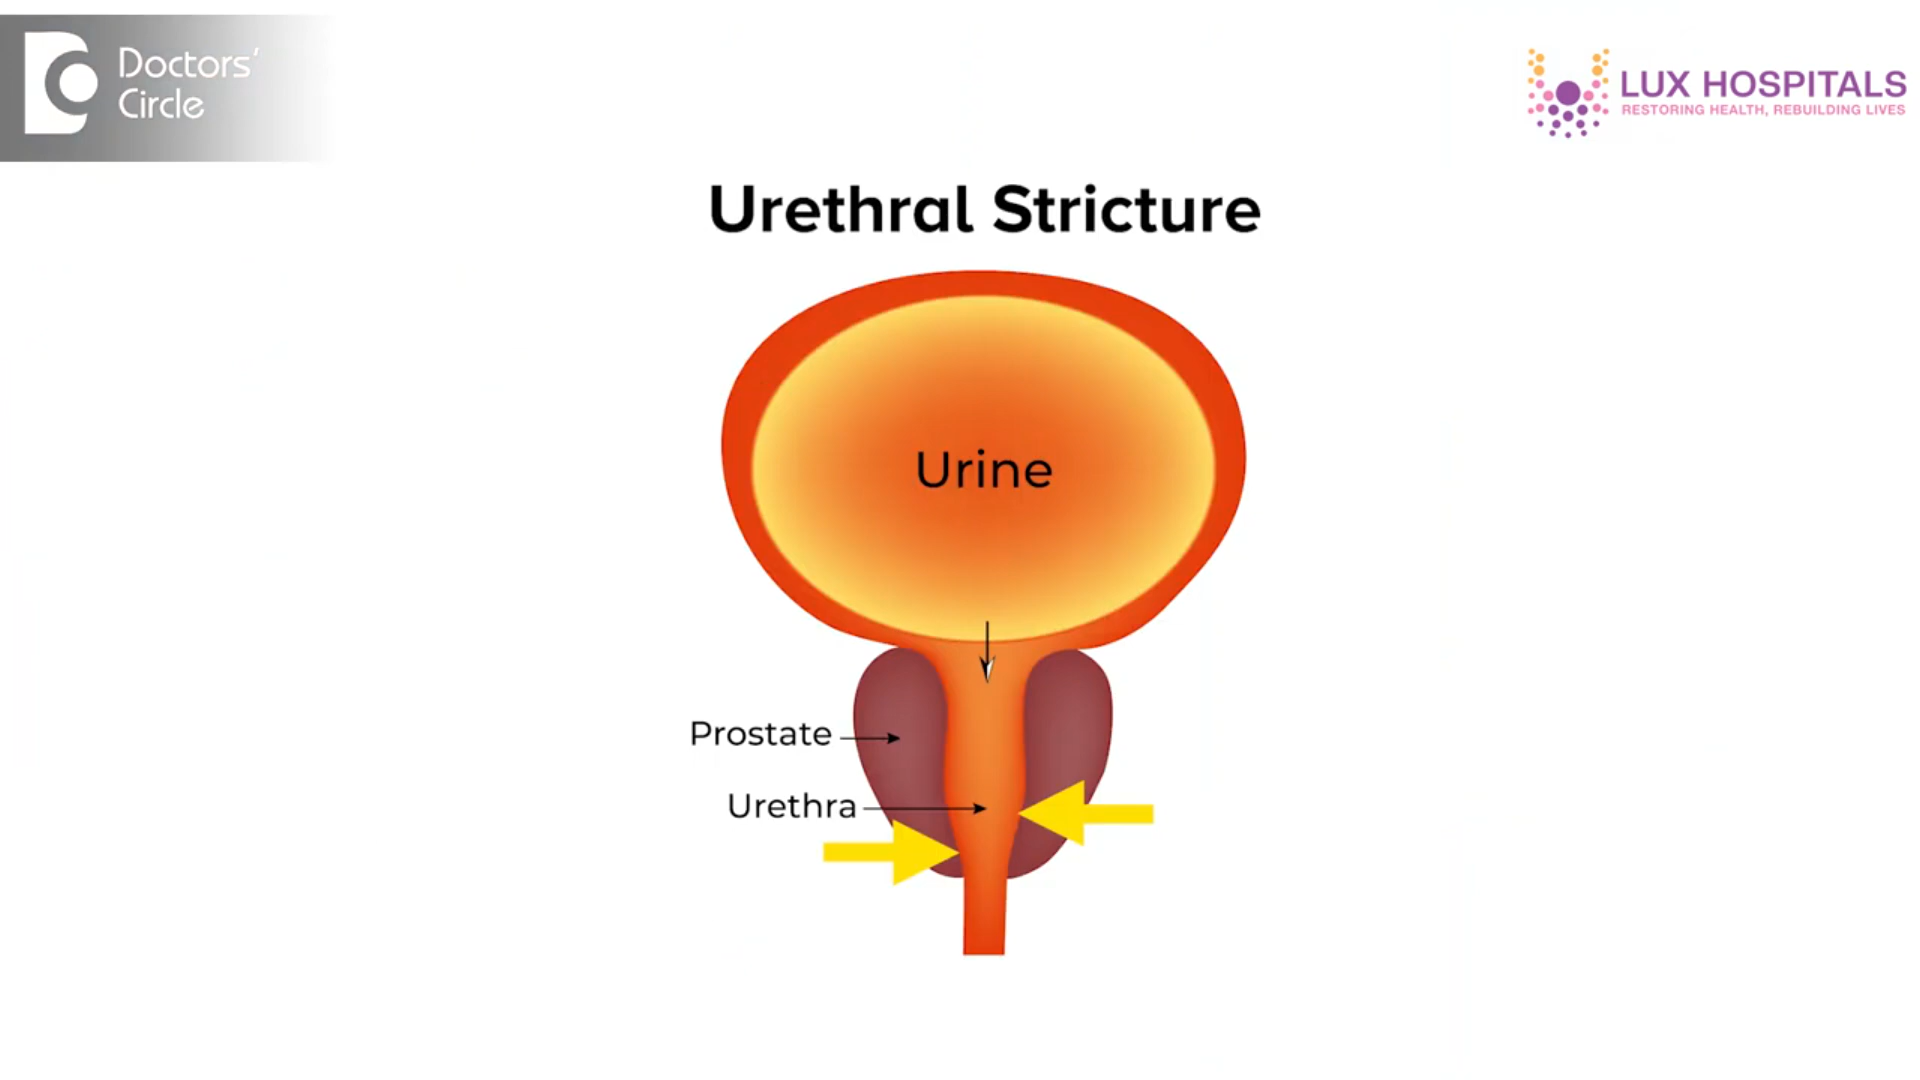 Doctors'
Circle
LUX HOSPITALS
RESTORING HEALTH, REBUILDING LIVES
Urethral Stricture
Urine
Prostate
Urethra